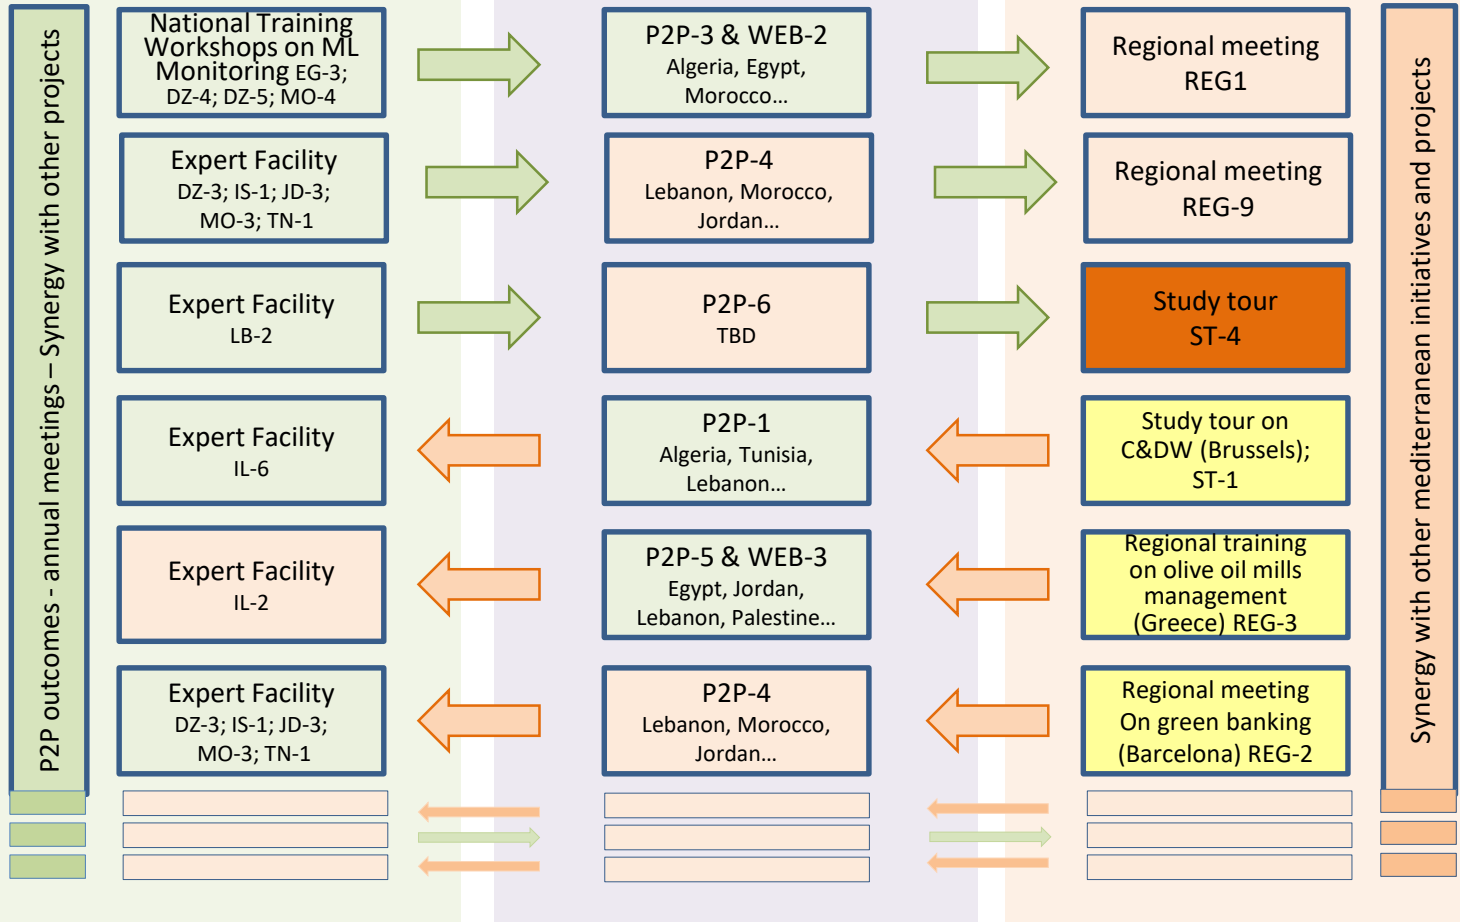 P2P outcomes - annual meetings – Synergy with other projects
National Training
Workshops on ML
Monitoring EG-3;
DZ-4; DZ-5; MO-4
P2P-3 & WEB-2
Algeria, Egypt,
Morocco...
Regional meeting
REG1
Expert Facility
DZ-3; IS-1; JD-3;
MO-3; TN-1
P2P-4
Lebanon, Morocco,
Jordan...
Regional meeting
REG-9
Expert Facility
LB-2
P2P-6
TBD
Study tour
ST-4
Expert Facility
IL-6
P2P-1
Algeria, Tunisia,
Lebanon...
Study tour on
C&DW (Brussels);
ST-1
Expert Facility
IL-2
P2P-5 & WEB-3
Egypt, Jordan,
Lebanon, Palestine...
Regional training
on olive oil mills
management
(Greece) REG-3
Expert Facility
DZ-3; IS-1; JD-3;
MO-3; TN-1
P2P-4
Lebanon, Morocco,
Jordan...
Regional meeting
On green banking
(Barcelona) REG-2
Synergy with other mediterranean initiatives and projects